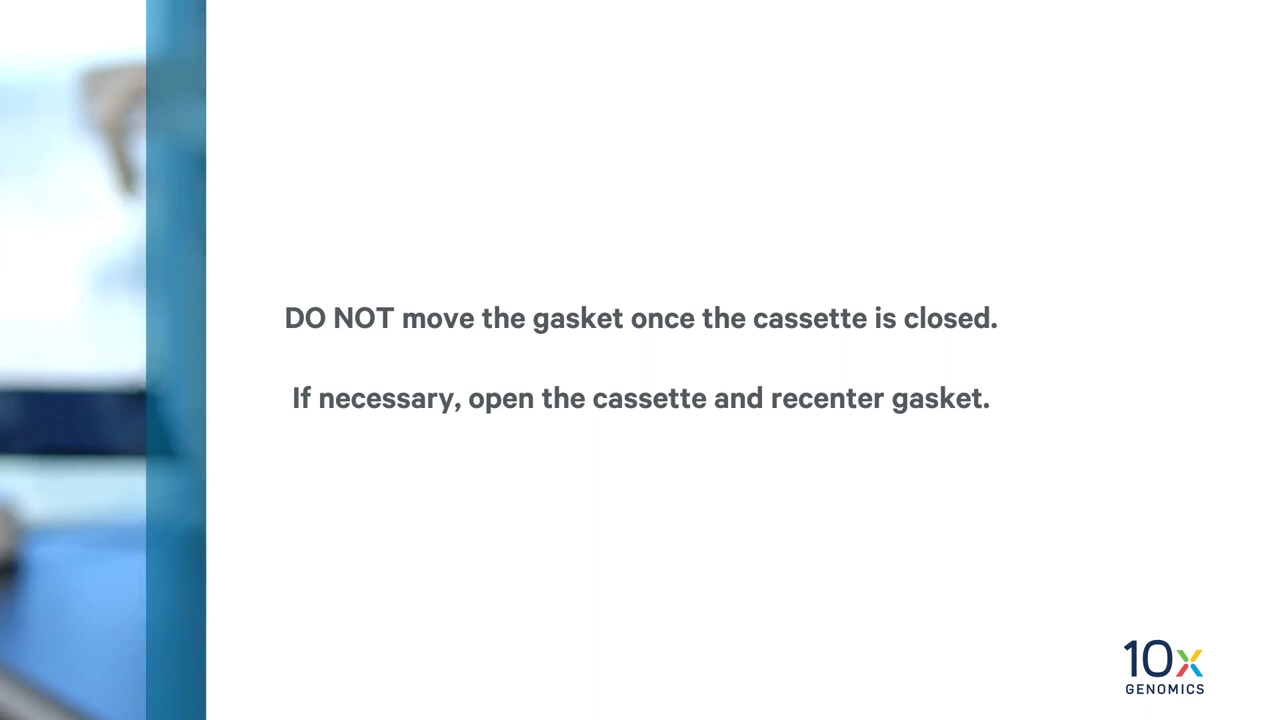 DO NOT move the gasket once the cassette is closed.
If necessary, open the cassette and recenter gasket.
10x
GENOMICS